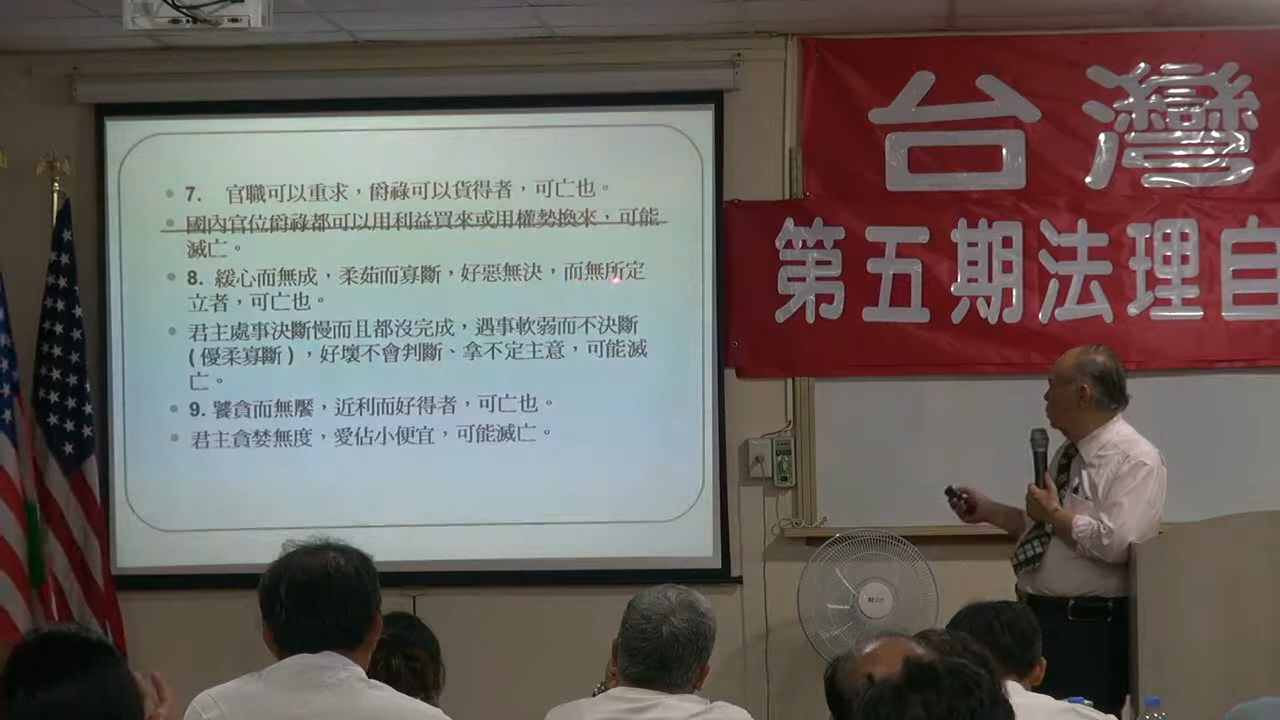 7. 官職可以重求，爵祿可以貨得者，可亡也。
國內官位爵祿都可以用利益買來或用權勢換來，可能
滅亡。
8. 緩心而無成，柔茹而寡斷，好惡無決，而無所定
立者，可亡也。
君主處事決斷慢而且都沒完成，遇事軟弱而不決斷
(優柔寡斷)，好壞不會判斷、拿不定主意，可能滅
亡。
9. 饕貪而無饜，近利而好得者，可亡也。
君主貪婪無度，愛佔小便宜，可能滅亡。
台灣
第五期法理自